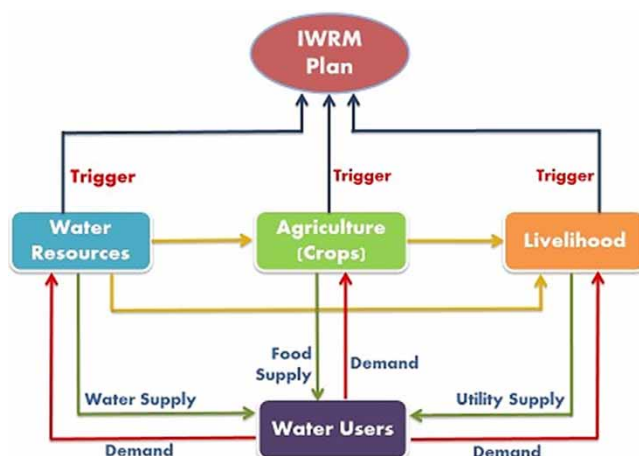 IWRM
Plan
Trigger
Trigger
Trigger
Water
Resources
Agriculture
(Crops)
Livelihood
Food
Supply
Demand
Water Supply
Utility Supply
Water Users
Demand
Demand